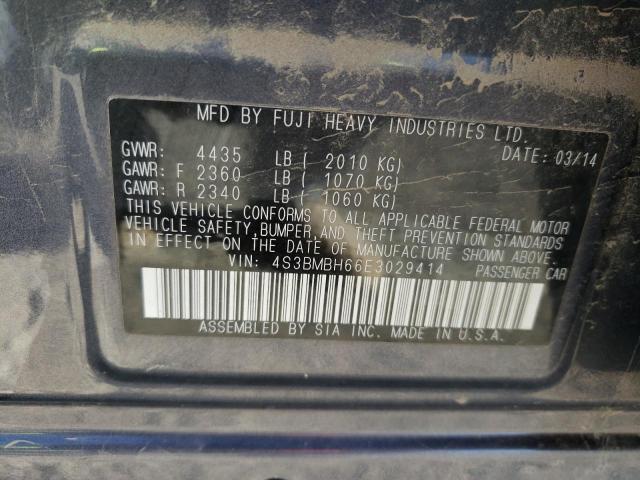 MFD BY FUJI HEAVY INDUSTRIES LTD.
DATE: 03/14
GVWR: 4435 LB ( 2010 KG)
GAWR: F 2360 LB ( 1070 KG)
GAWR: R 2340 LB ( 1060 KG)
THIS VEHICLE CONFORMS TO ALL APPLICABLE FEDERAL MOTOR
VEHICLE SAFETY, BUMPER, AND THEFT PREVENTION STANDARDS
IN EFFECT ON THE DATE OF MANUFACTURE SHOWN ABOVE.
VIN: 4S3BMBH66E3029414 PASSENGER CAR
ASSEMBLED BY SIA INC. MADE IN U.S.A.